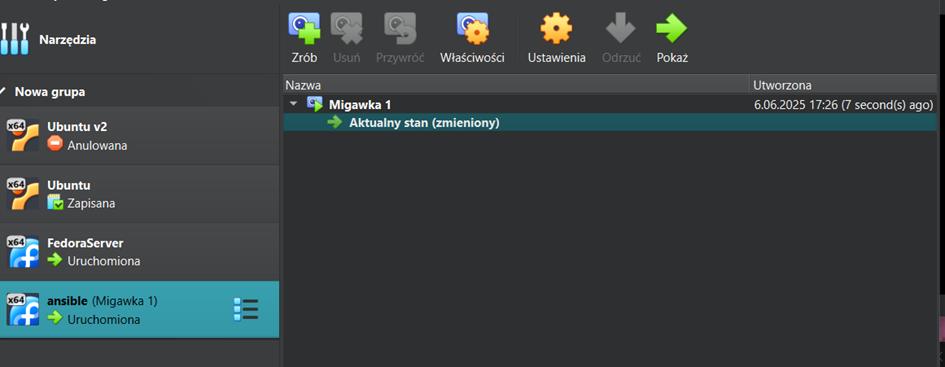 Narzędzia
Zrób Usuń Przywróć Właściwości Ustawienia Odrzuć Pokaż
Nazwa Utworzona
Migawka 1 6.06.2025 17:26 (7 second(s) ago)
Aktualny stan (zmieniony)
Nowa grupa
x64 Ubuntu v2
Anulowana
x64 Ubuntu
Zapisana
x64 FedoraServer
Uruchomiona
x64 ansible (Migawka 1)
Uruchomiona